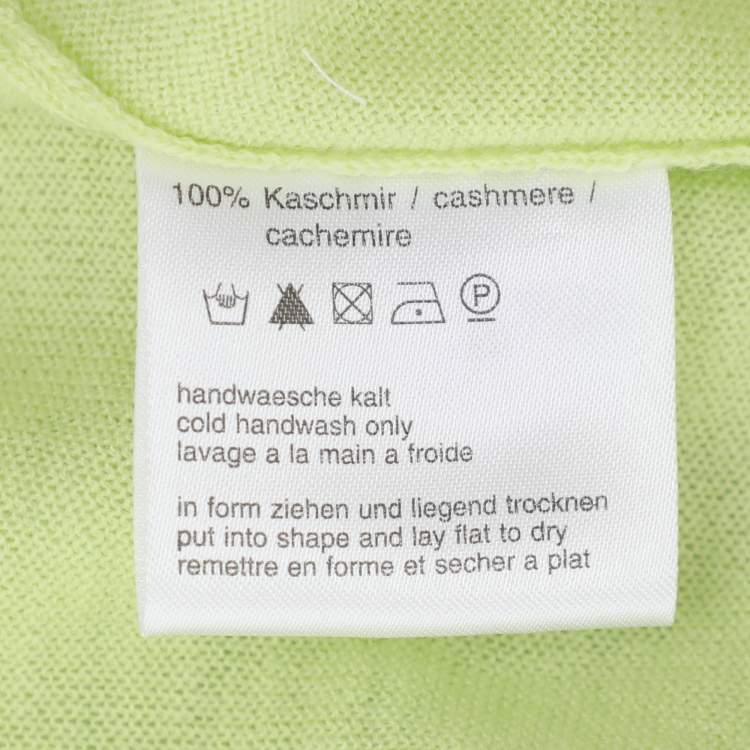 100% Kaschmir / cashmere /
cachemire
P
handwaesche kalt
cold handwash only
lavage a la main a froide
in form ziehen und liegend trocknen
put into shape and lay flat to dry
remettre en forme et secher a plat